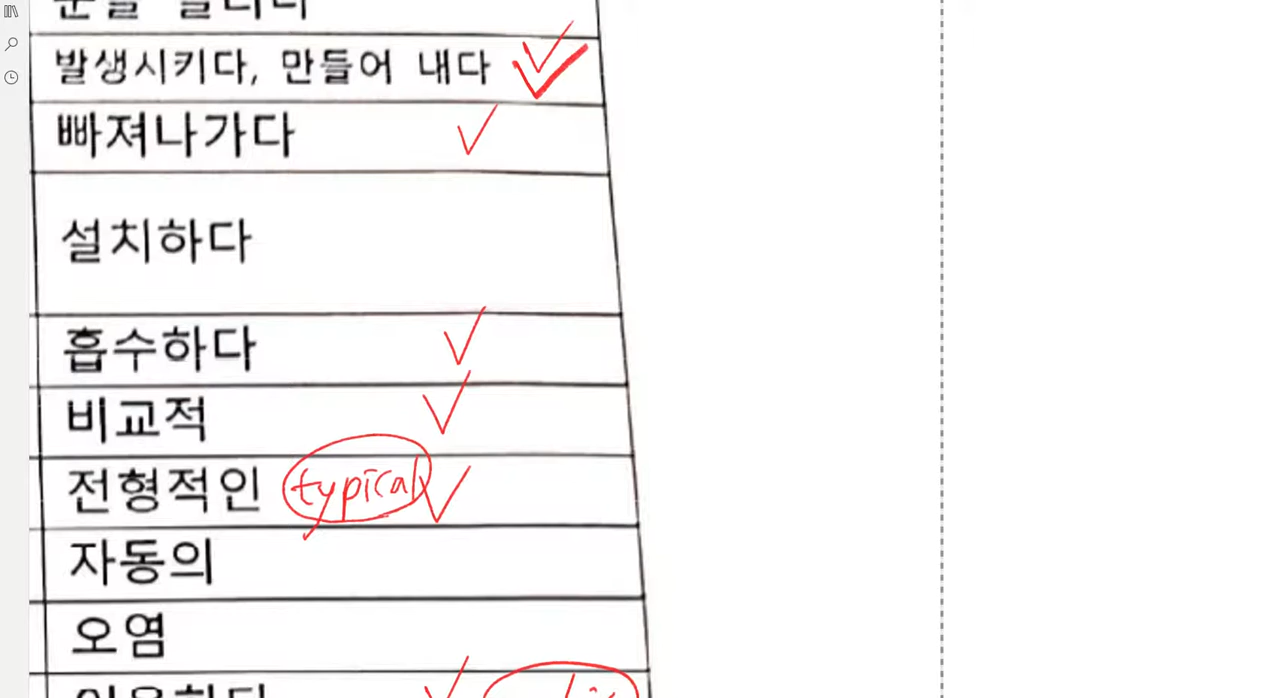 발생시키다, 만들어 내다
빠져나가다
설치하다
흡수하다
비교적
전형적인 typical
자동의
오염